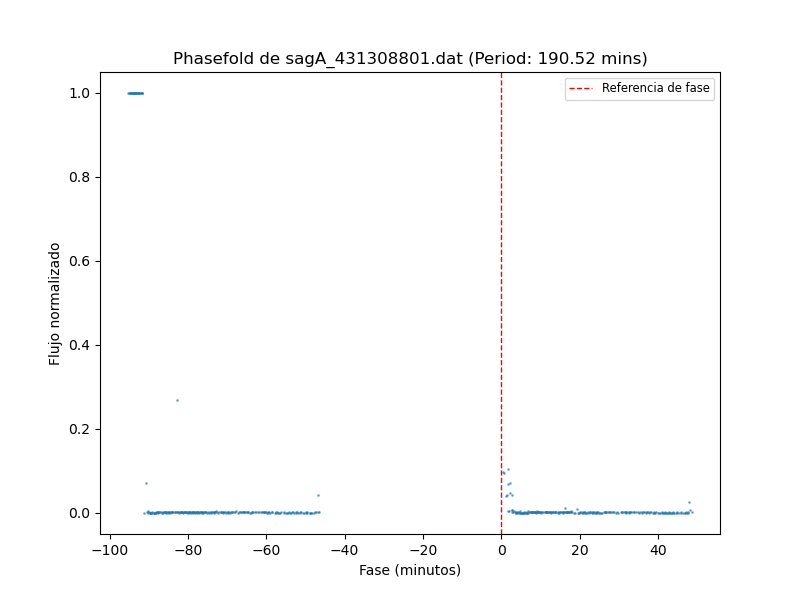 Phasefold de sagA_431308801.dat (Period: 190.52 mins)
Referencia de fase
Flujo normalizado
1.0
0.8
0.6
0.4
0.2
0.0
−100 −80 −60 −40 −20 0 20 40
Fase (minutos)